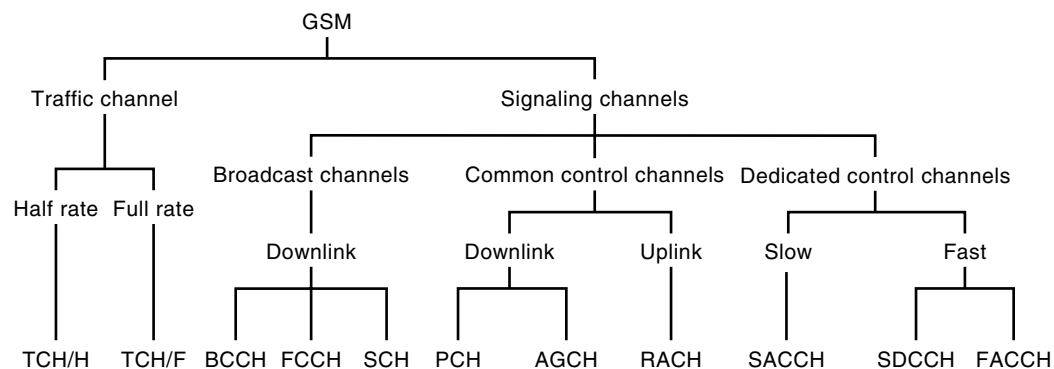 GSM
Traffic channel Signaling channels
Broadcast channels Common control channels Dedicated control channels
Half rate Full rate
Downlink Downlink Uplink Slow Fast
TCH/H TCH/F BCCH FCCH SCH PCH AGCH RACH SACCH SDCCH FACCH